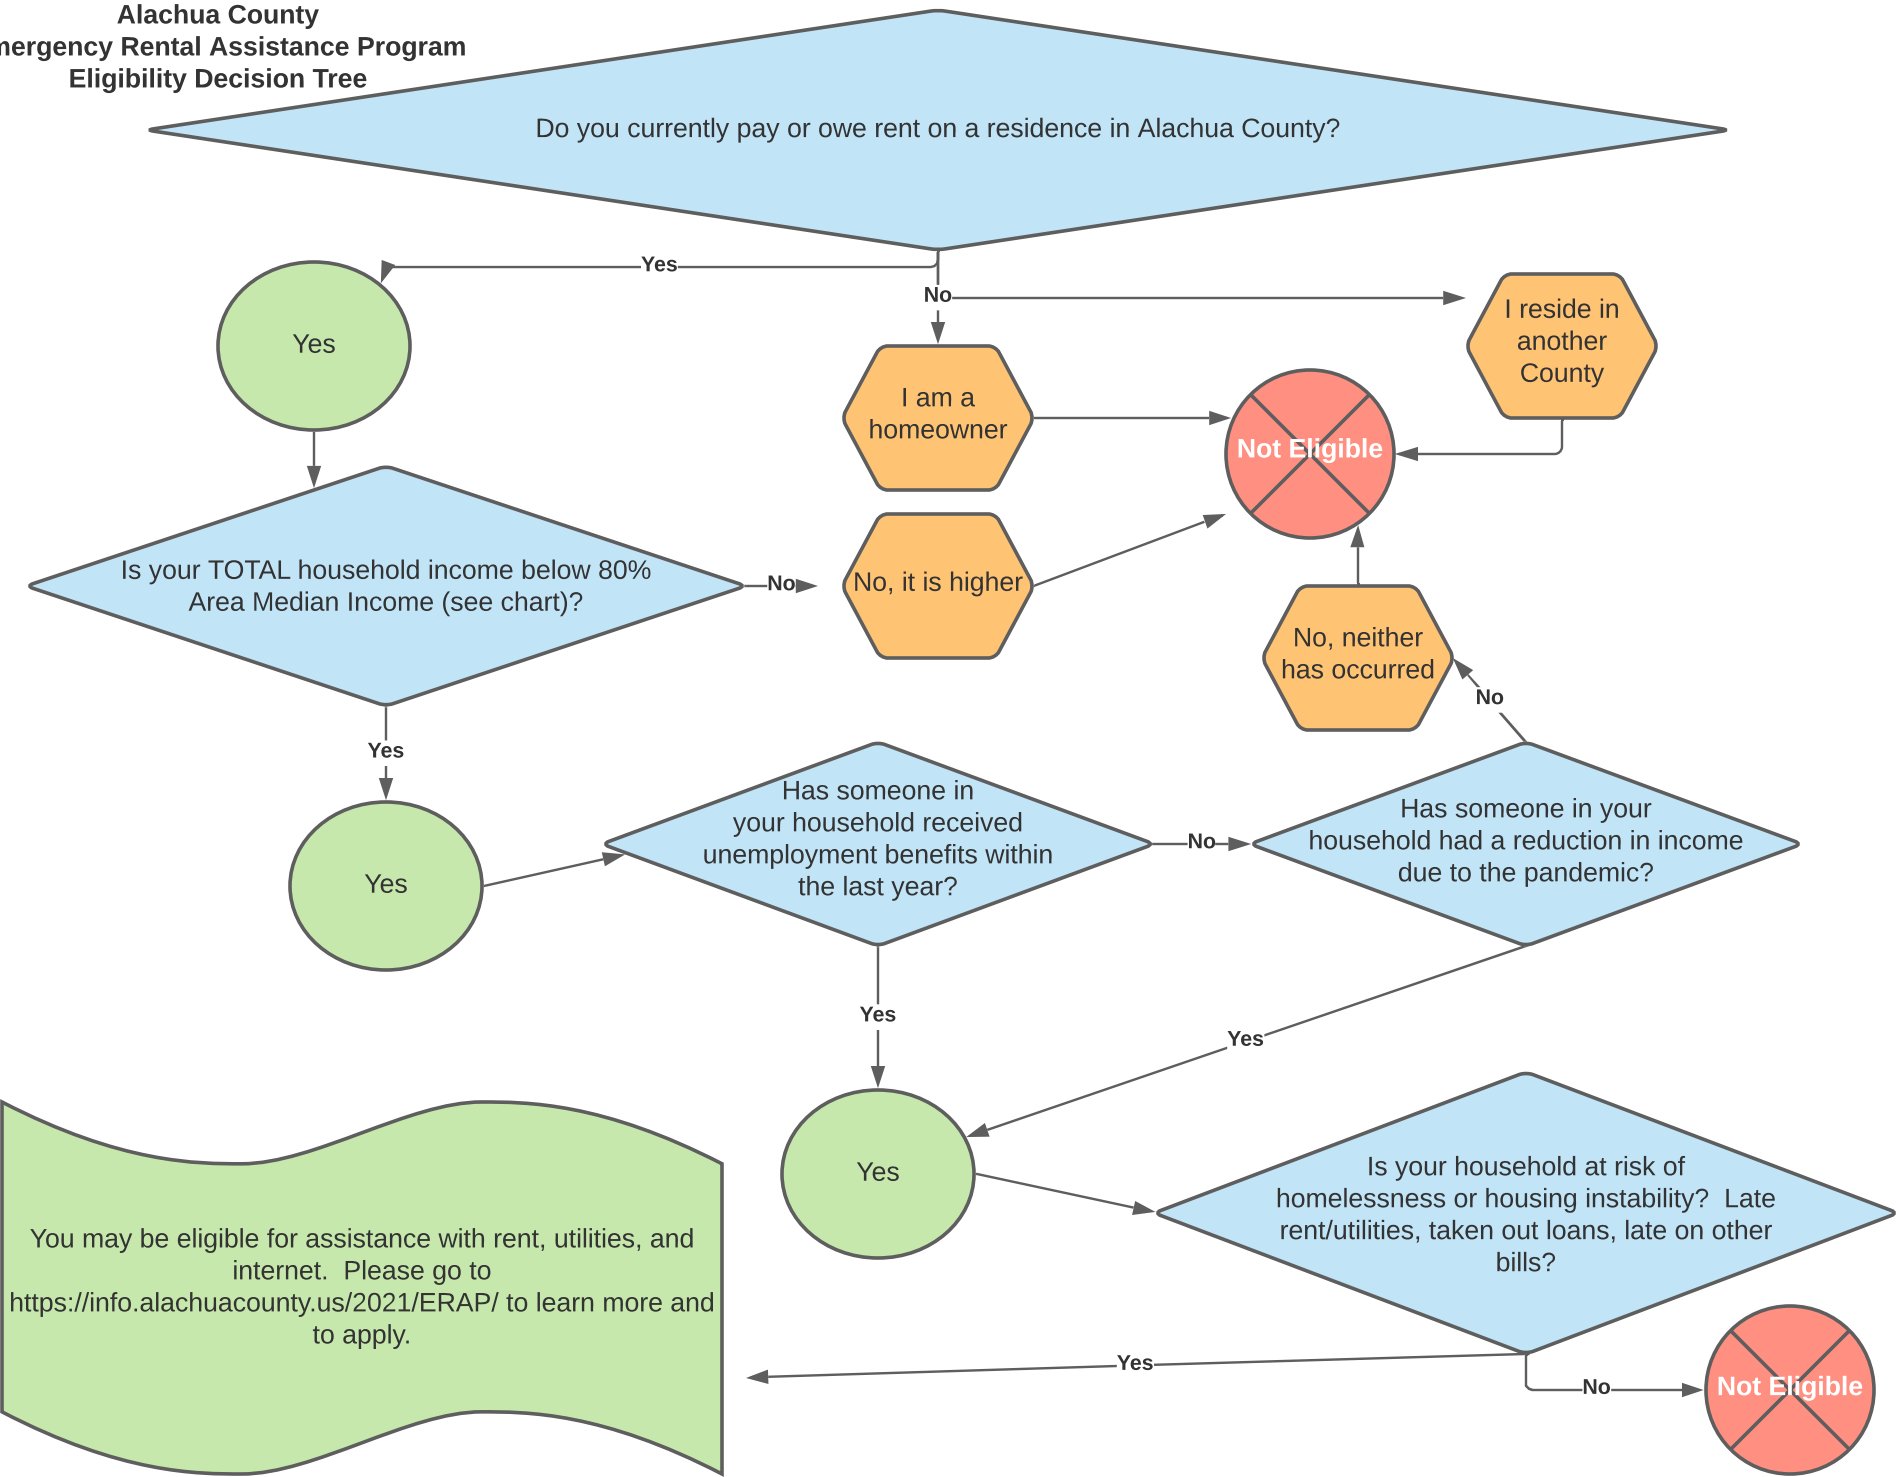 Alachua County
mergency Rental Assistance Program
Eligibility Decision Tree
Do you currently pay or owe rent on a residence in Alachua County?
Yes
No
Yes
I reside in
another
County
I am a
homeowner
Not Eligible
Is your TOTAL household income below 80%
Area Median Income (see chart)?
No
No, it is higher
No, neither
has occurred
No
Yes
Yes
Has someone in
your household received
unemployment benefits within
the last year?
No
Has someone in your
household had a reduction in income
due to the pandemic?
Yes
Yes
Yes
Is your household at risk of
homelessness or housing instability?  Late
rent/utilities, taken out loans, late on other
bills?
You may be eligible for assistance with rent, utilities, and
internet.  Please go to
https://info.alachuacounty.us/2021/ERAP/ to learn more and
to apply.
Yes
No
Not Eligible